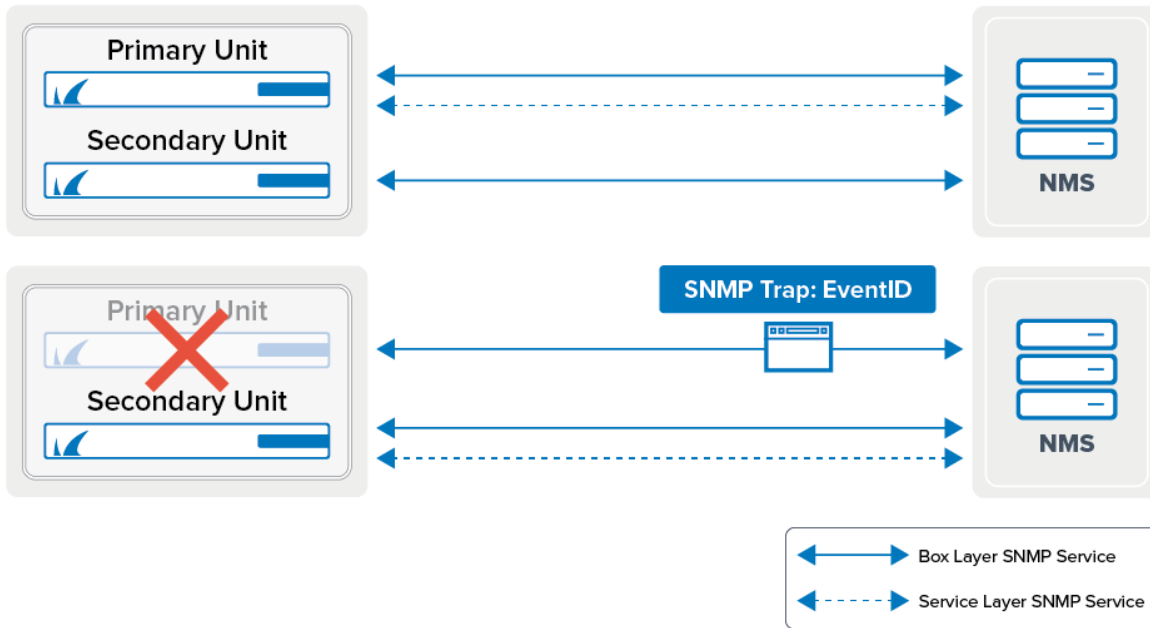 Primary Unit
Secondary Unit
NMS
SNMP Trap: EventID
Primary Unit
Secondary Unit
NMS
Box Layer SNMP Service
Service Layer SNMP Service